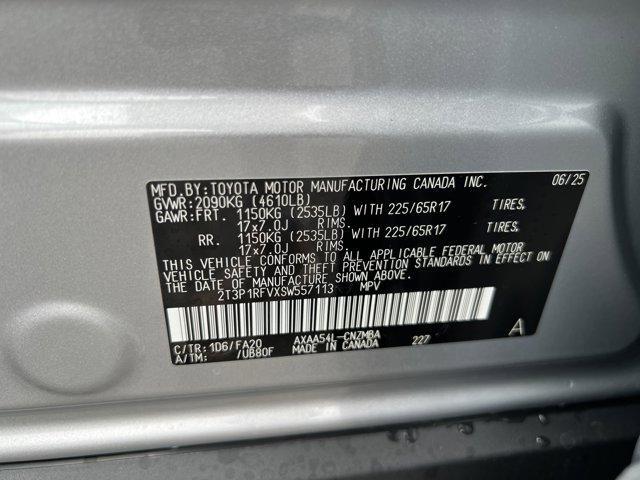 MFD.BY:TOYOTA MOTOR MANUFACTURING CANADA INC. 06/25
GVWR:2090KG (4610LB)
GAWR:FRT. 1150KG (2535LB) WITH 225/65R17 TIRES,
17x7.0J RIMS.
RR. 1150KG (2535LB) WITH 225/65R17 TIRES,
17x7.0J RIMS.
THIS VEHICLE CONFORMS TO ALL APPLICABLE FEDERAL MOTOR
VEHICLE SAFETY AND THEFT PREVENTION STANDARDS IN EFFECT ON
THE DATE OF MANUFACTURE SHOWN ABOVE.
2T3P1RFVXSW557113 MPV
C/TR:1D6/FA20 AXAA54L-CNZMBA 227 A
A/TM: /UB80F MADE IN CANADA